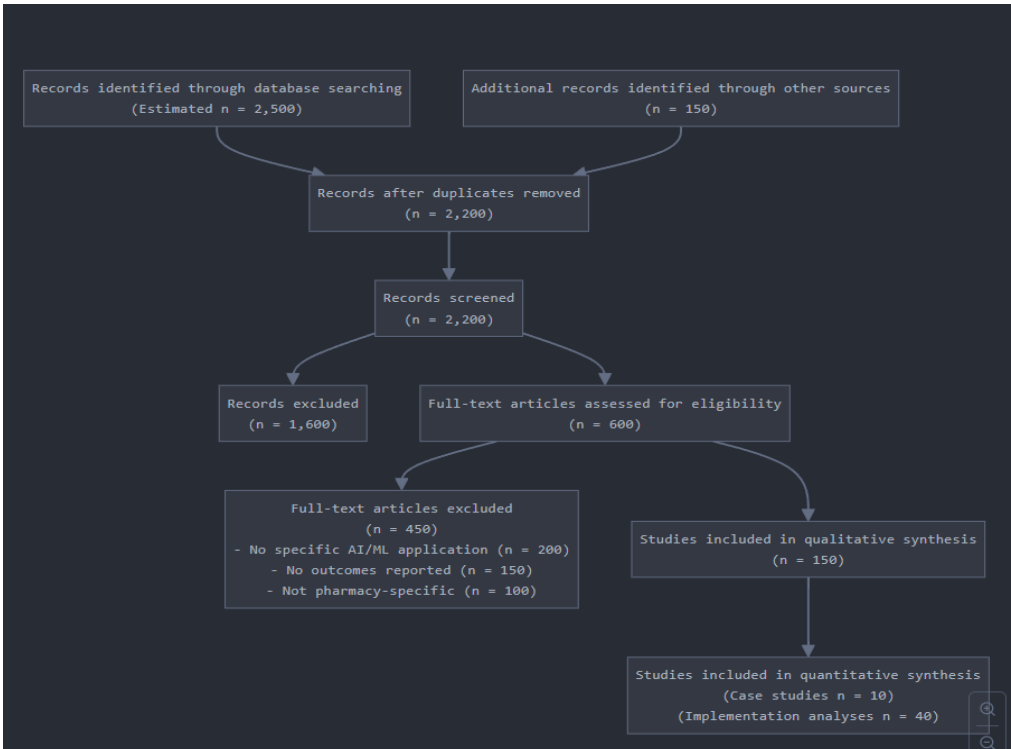 Records identified through database searching
(Estimated n = 2,500)
Additional records identified through other sources
(n = 150)
Records after duplicates removed
(n = 2,200)
Records screened
(n = 2,200)
Records excluded
(n = 1,600)
Full-text articles assessed for eligibility
(n = 600)
Full-text articles excluded
(n = 450)
- No specific AI/ML application (n = 200)
- No outcomes reported (n = 150)
- Not pharmacy-specific (n = 100)
Studies included in qualitative synthesis
(n = 150)
Studies included in quantitative synthesis
(Case studies n = 10)
(Implementation analyses n = 40)